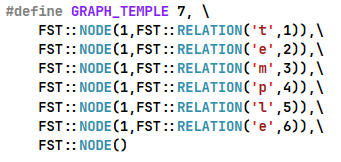 #define GRAPH_TEMPLE 7, \
FST::NODE(1,FST::RELATION('t',1)),\
FST::NODE(1,FST::RELATION('e',2)),\
FST::NODE(1,FST::RELATION('m',3)),\
FST::NODE(1,FST::RELATION('p',4)),\
FST::NODE(1,FST::RELATION('l',5)),\
FST::NODE(1,FST::RELATION('e',6)),\
FST::NODE()